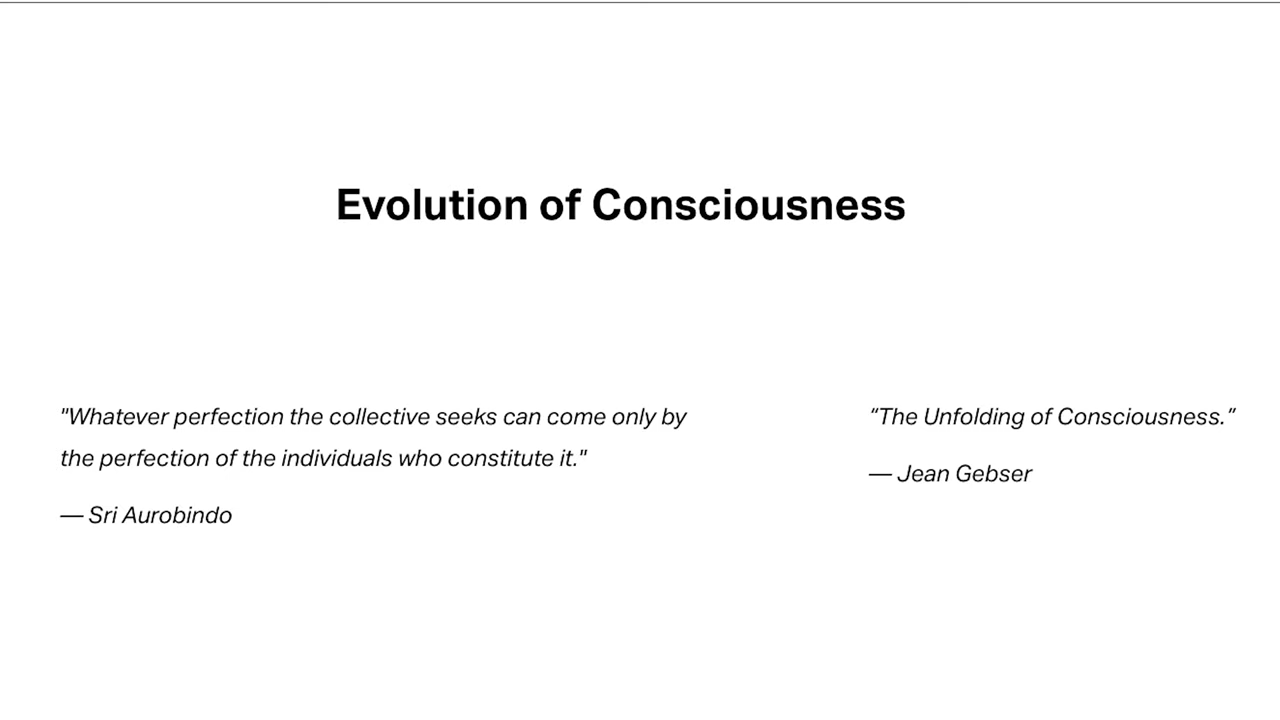 Evolution of Consciousness
"Whatever perfection the collective seeks can come only by
the perfection of the individuals who constitute it."
— Sri Aurobindo
“The Unfolding of Consciousness.”
— Jean Gebser